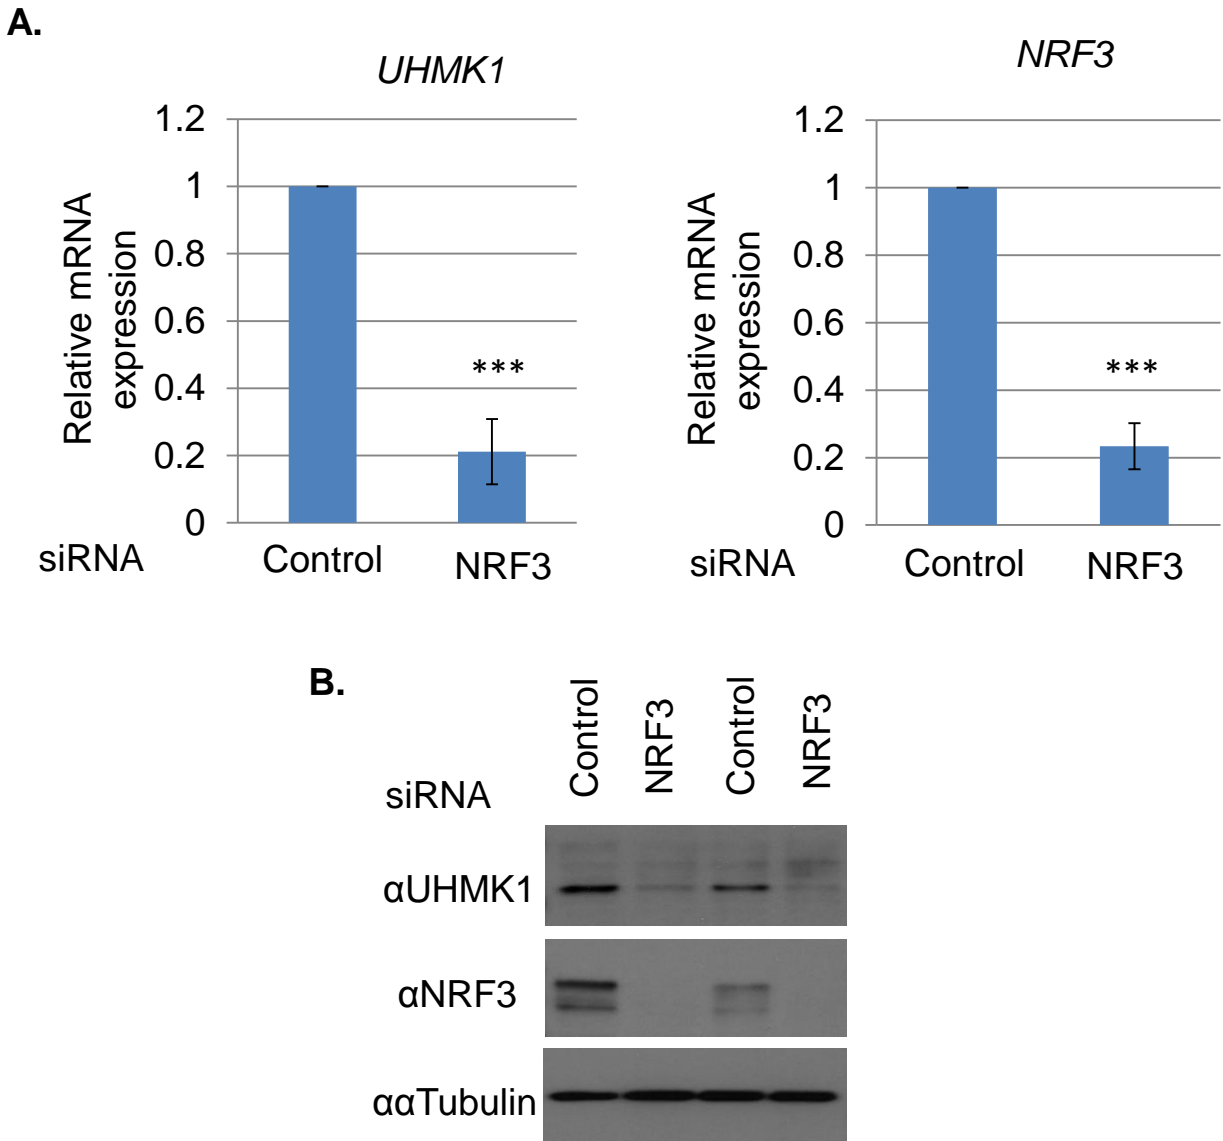 A.
UHMK1
1.2
1
0.8
0.6
0.4
0.2
0
Relative mRNA
expression
***
siRNA
Control
NRF3
NRF3
1.2
1
0.8
0.6
0.4
0.2
0
Relative mRNA
expression
***
siRNA
Control
NRF3
B.
siRNA
Control
NRF3
Control
NRF3
αUHMK1
αNRF3
ααTubulin